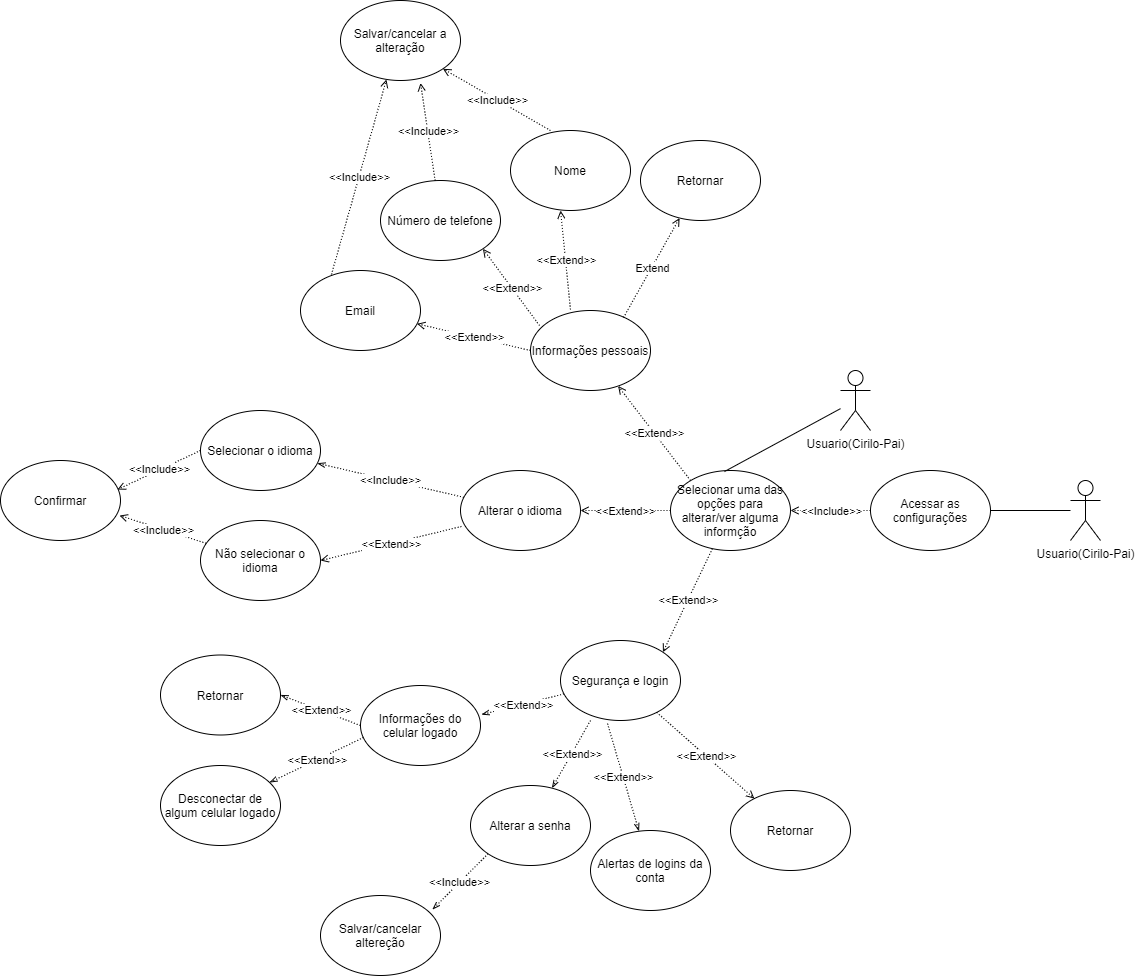 Salvar/cancelar a
alteração
<<Include>>
<<Include>>
<<Include>>
Nome
Retornar
Número de telefone
<<Extend>>
Extend
<<Extend>>
Email
<<Extend>>
Informações pessoais
<<Extend>>
Usuario(Cirilo-Pai)
Selecionar o idioma
<<Include>>
<<Include>>
Confirmar
Alterar o idioma
<<Extend>>
Selecionar uma das
opções para
alterar/ver alguma
informção
<<Include>>
Acessar as
configurações
Usuario(Cirilo-Pai)
<<Include>>
<<Extend>>
Não selecionar o
idioma
<<Extend>>
Segurança e login
Retornar
<<Extend>>
<<Extend>>
Informações do
celular logado
<<Extend>>
<<Extend>>
<<Extend>>
<<Extend>>
Desconectar de
algum celular logado
Alterar a senha
Retornar
Alertas de logins da
conta
<<Include>>
Salvar/cancelar
altereção